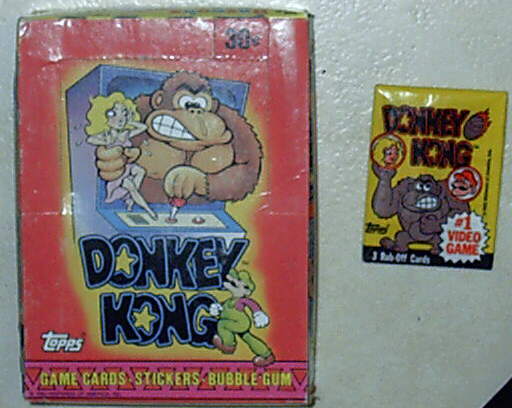 30¢
DONKEY
KONG
Topps
GAME CARDS · STICKERS · BUBBLE GUM
DONKEY
KONG
TM
Topps
#1
VIDEO
GAME
3 Rub-Off Cards